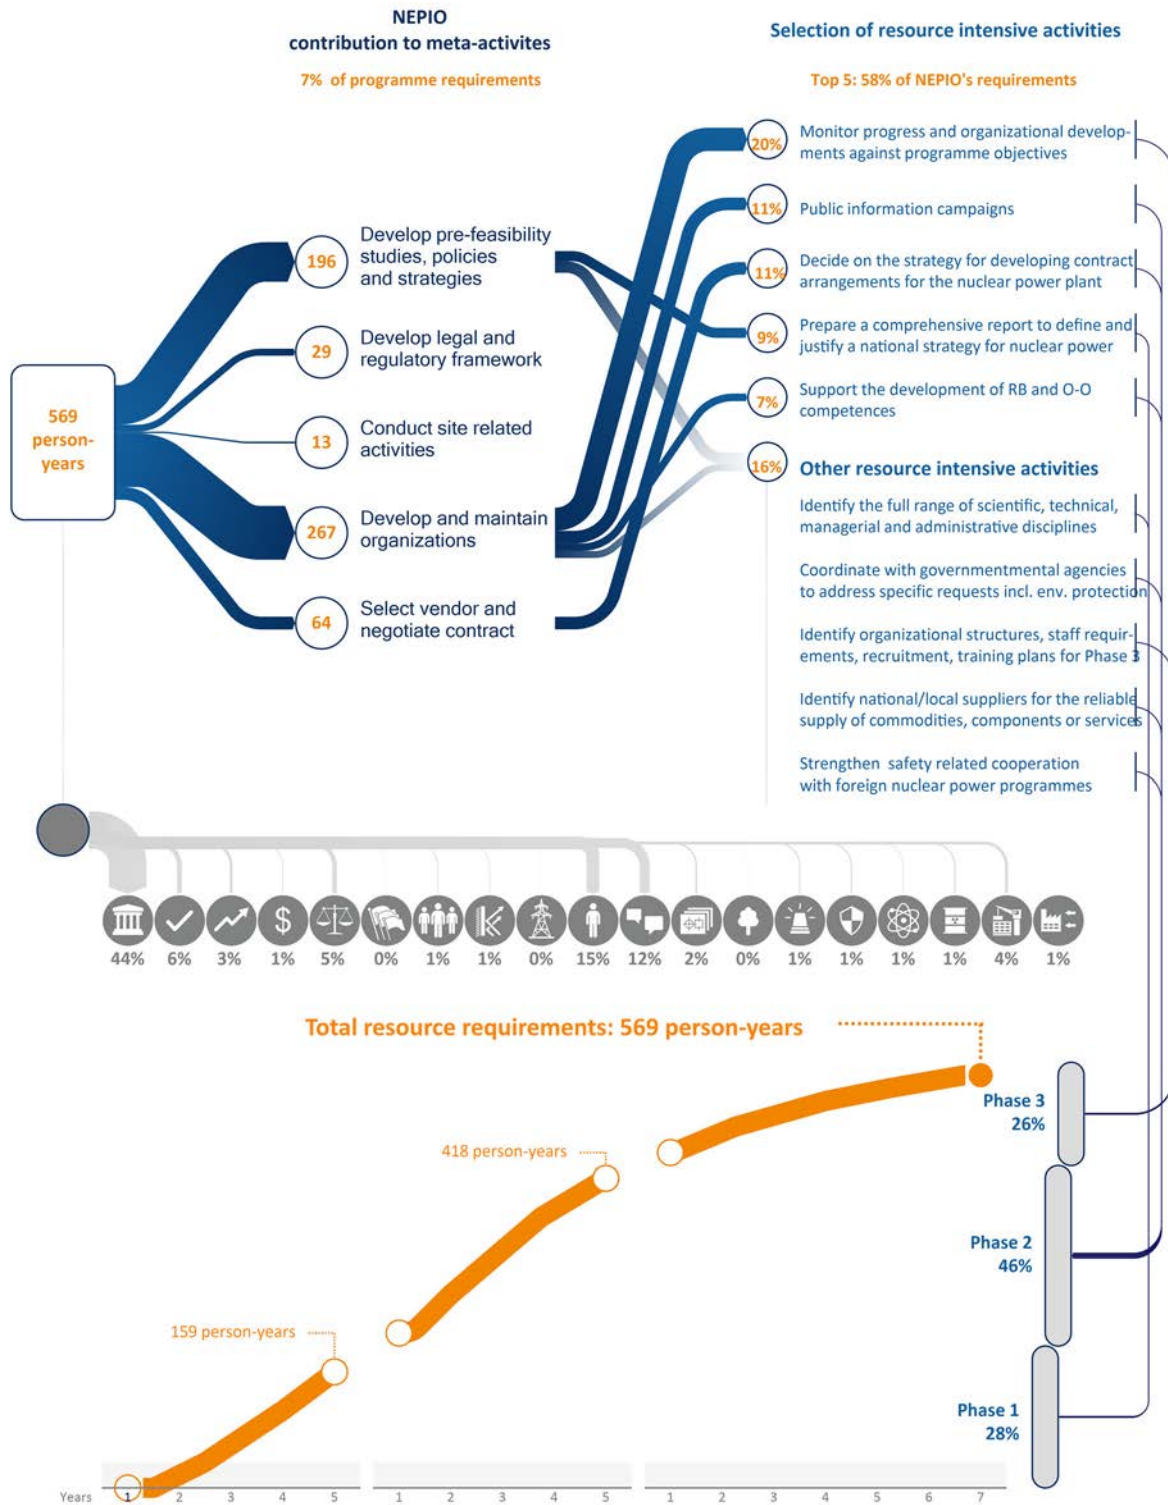 NEPIO
contribution to meta-activites
7% of programme requirements
Selection of resource intensive activities
Top 5: 58% of NEPIO's requirements
569
person-
years
196
Develop pre-feasibility
studies, policies
and strategies
29
Develop legal and
regulatory framework
13
Conduct site related
activities
267
Develop and maintain
organizations
64
Select vendor and
negotiate contract
20%
Monitor progress and organizational develop-
ments against programme objectives
11%
Public information campaigns
11%
Decide on the strategy for developing contract
arrangements for the nuclear power plant
9%
Prepare a comprehensive report to define and
justify a national strategy for nuclear power
7%
Support the development of RB and O-O
competences
16%
Other resource intensive activities
Identify the full range of scientific, technical,
managerial and administrative disciplines
Coordinate with governmentmental agencies
to address specific requests incl. env. protection
Identify organizational structures, staff requir-
ements, recruitment, training plans for Phase 3
Identify national/local suppliers for the reliable
supply of commodities, components or services
Strengthen safety related cooperation
with foreign nuclear power programmes
$
44% 6% 3% 1% 5% 0% 1% 1% 0% 15% 12% 2% 0% 1% 1% 1% 1% 4% 1%
Total resource requirements: 569 person-years
Phase 3
26%
418 person-years
Phase 2
46%
159 person-years
Phase 1
28%
Years 1 2 3 4 5 1 2 3 4 5 1 2 3 4 5 6 7